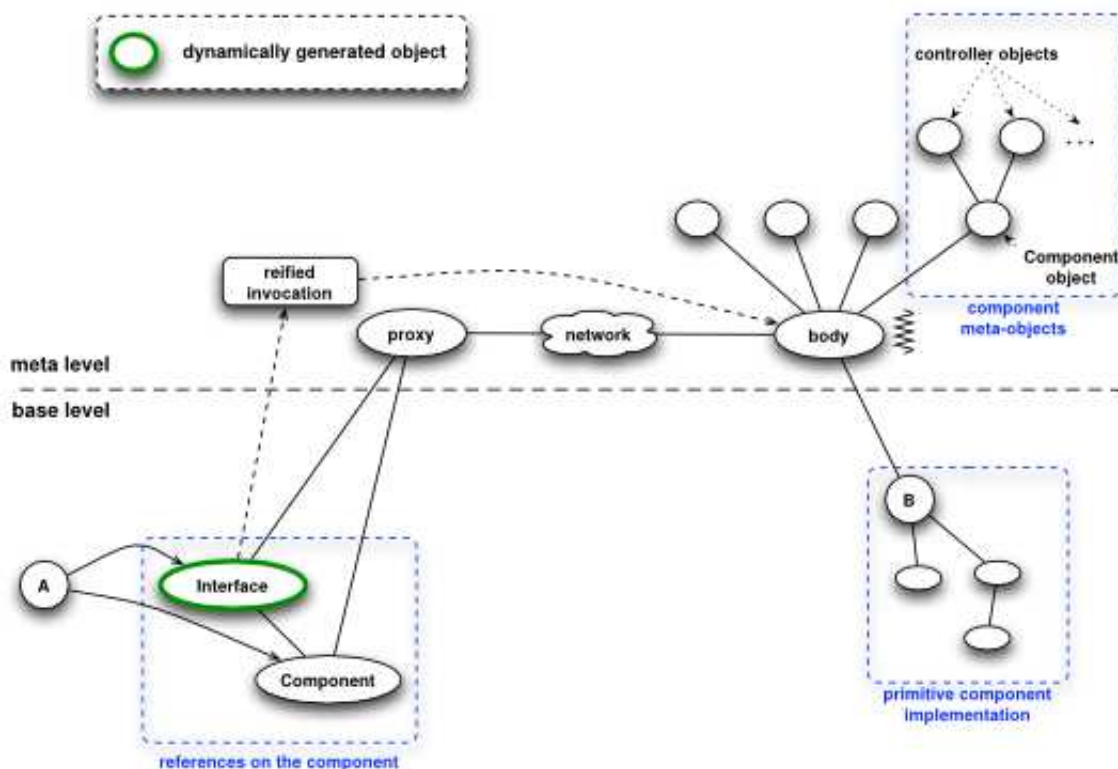 dynamically generated object
controller objects
...
Component
object
component
meta-objects
reified
invocation
proxy
network
body
meta level
base level
B
A
Interface
Component
primitive component
implementation
references on the component